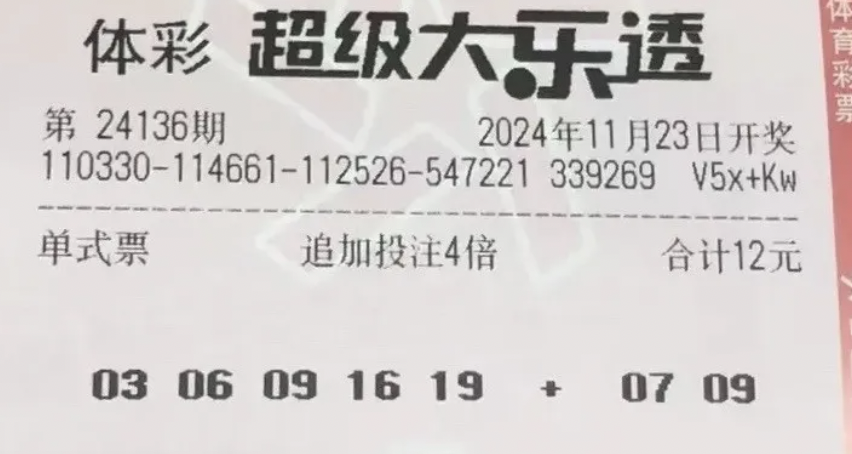 体彩 超级大乐透
第 24136期 2024年11月23日开奖
110330-114661-112526-547221 339269 V5x+Kw
单式票 追加投注4倍 合计12元
03 06 09 16 19 + 07 09
体育彩票